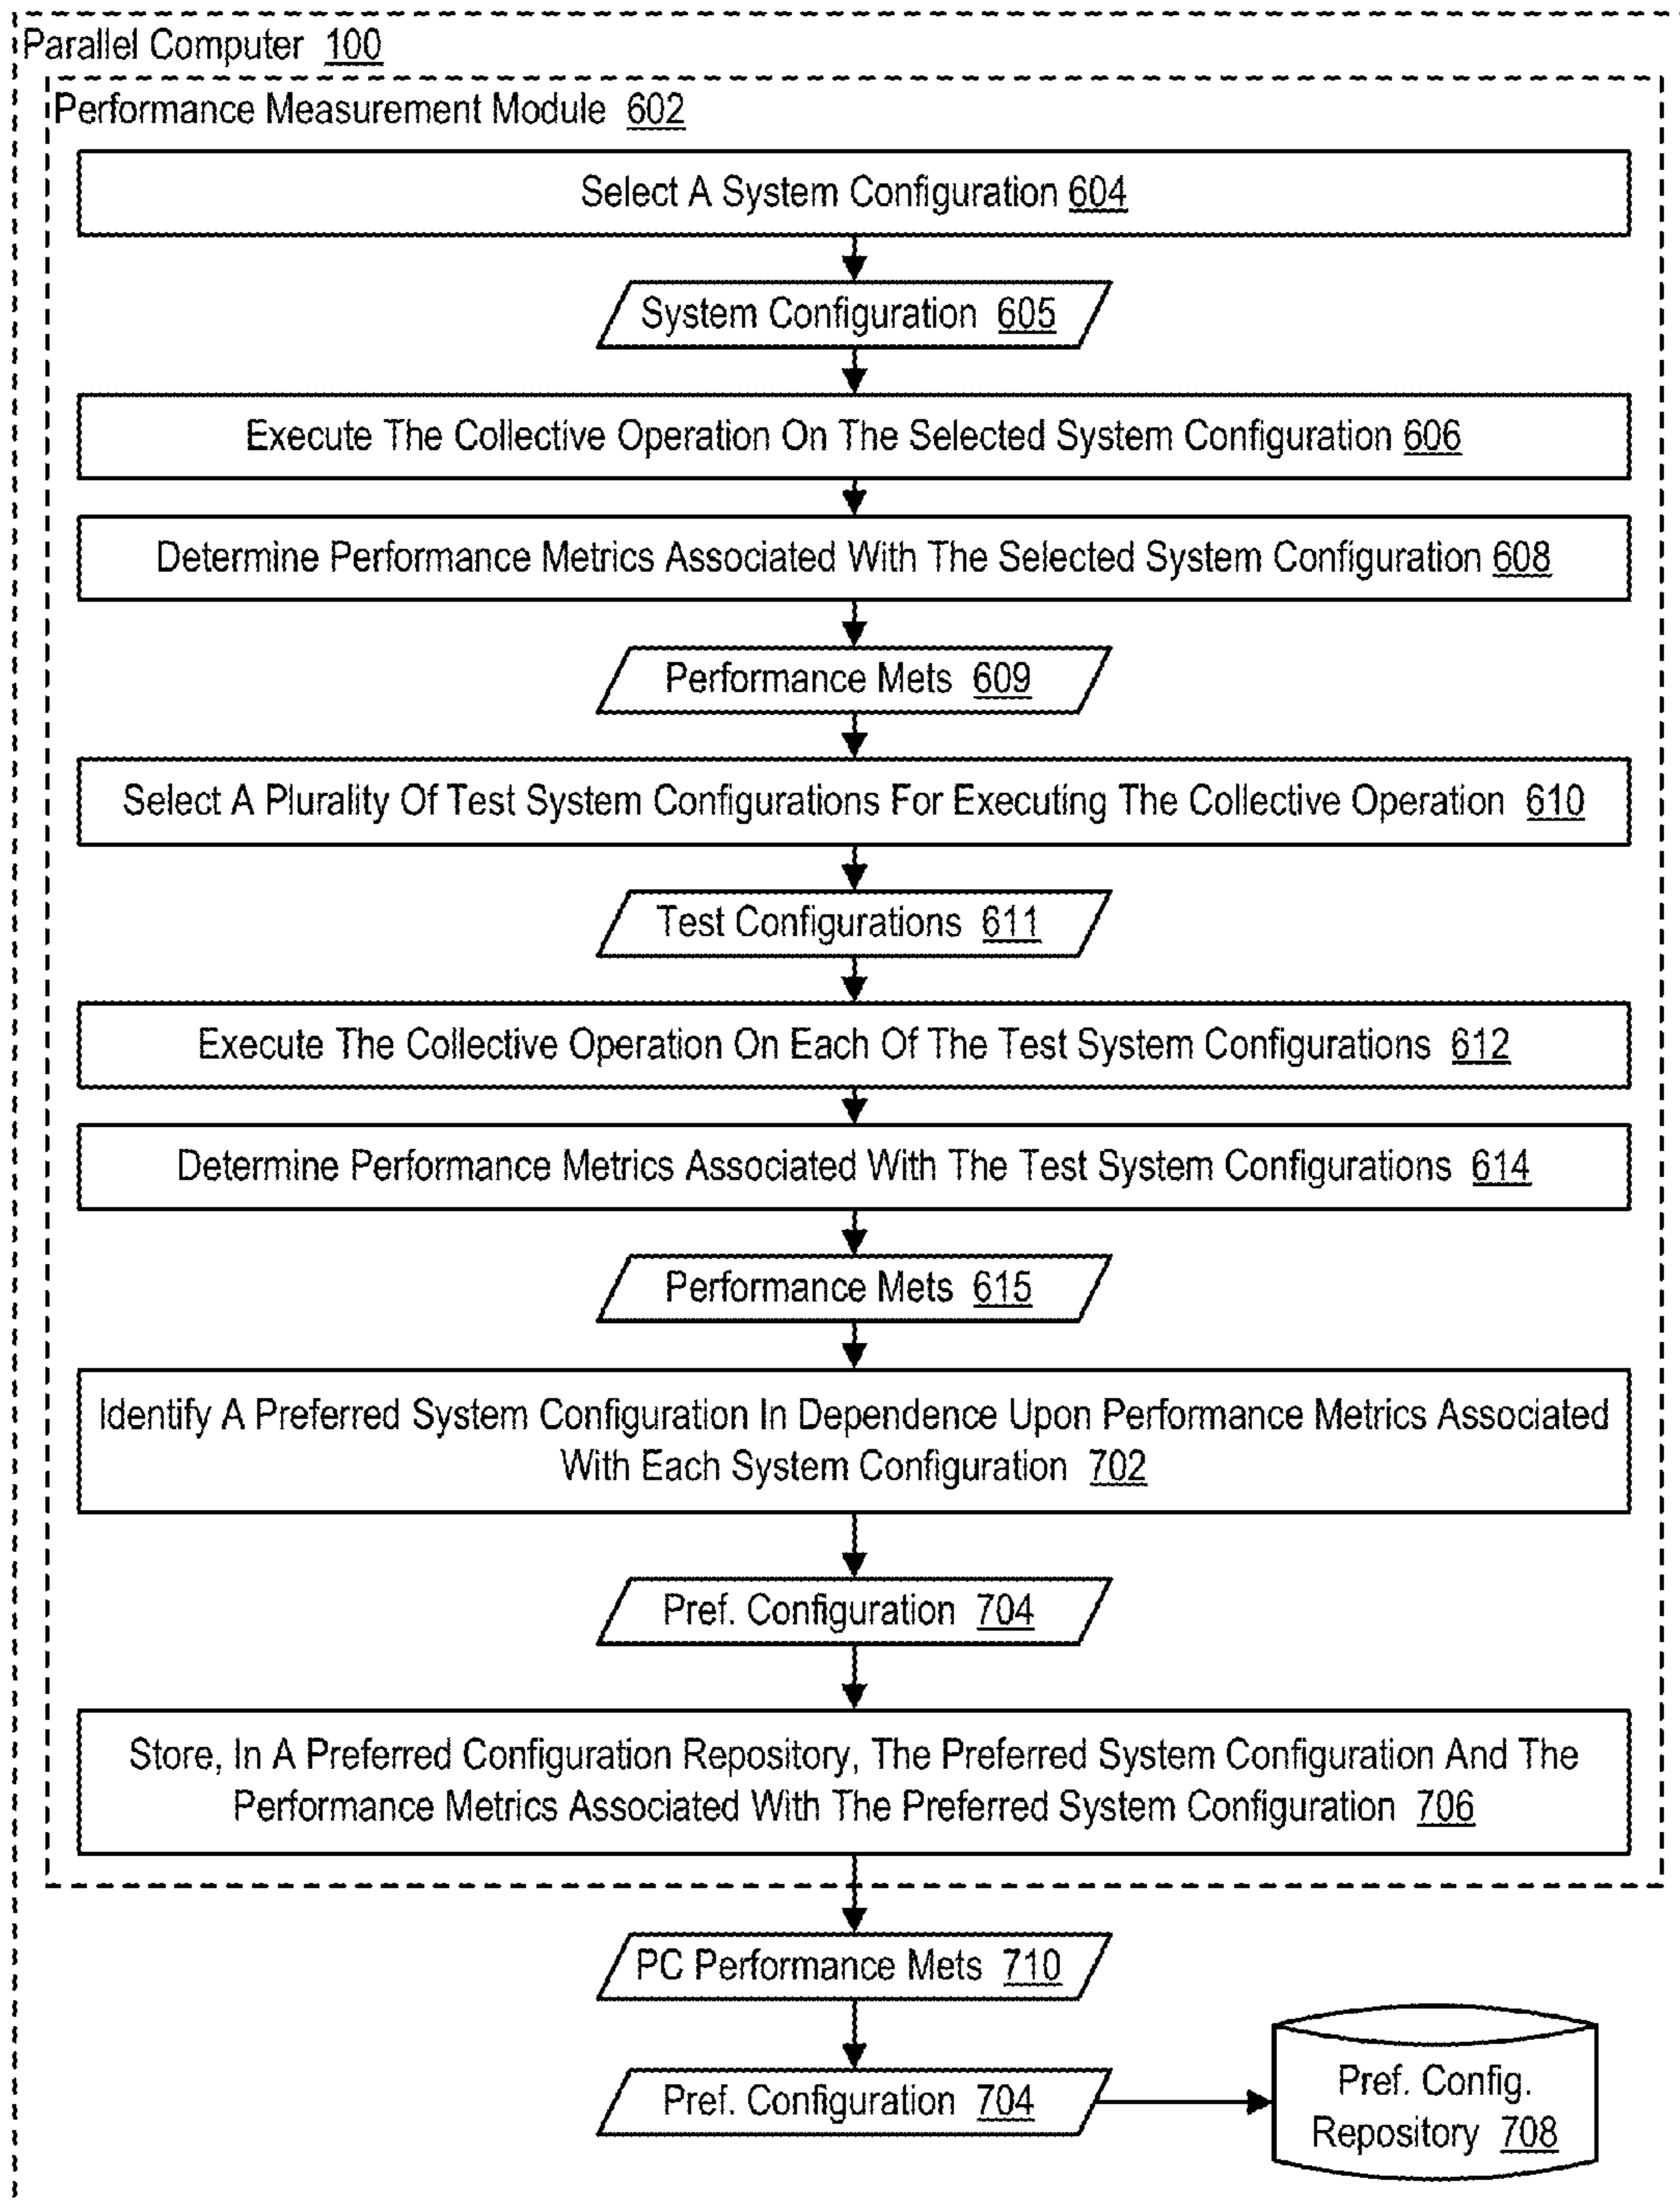 Parallel Computer 100
Performance Measurement Module 602
Select A System Configuration 604
System Configuration 605
Execute The Collective Operation On The Selected System Configuration 606
Determine Performance Metrics Associated With The Selected System Configuration 608
Performance Mets 609
Select A Plurality Of Test System Configurations For Executing The Collective Operation 610
Test Configurations 611
Execute The Collective Operation On Each Of The Test System Configurations 612
Determine Performance Metrics Associated With The Test System Configurations 614
Performance Mets 615
Identify A Preferred System Configuration In Dependence Upon Performance Metrics Associated
With Each System Configuration 702
Pref. Configuration 704
Store, In A Preferred Configuration Repository, The Preferred System Configuration And The
Performance Metrics Associated With The Preferred System Configuration 706
PC Performance Mets 710
Pref. Configuration 704
Pref. Config.
Repository 708